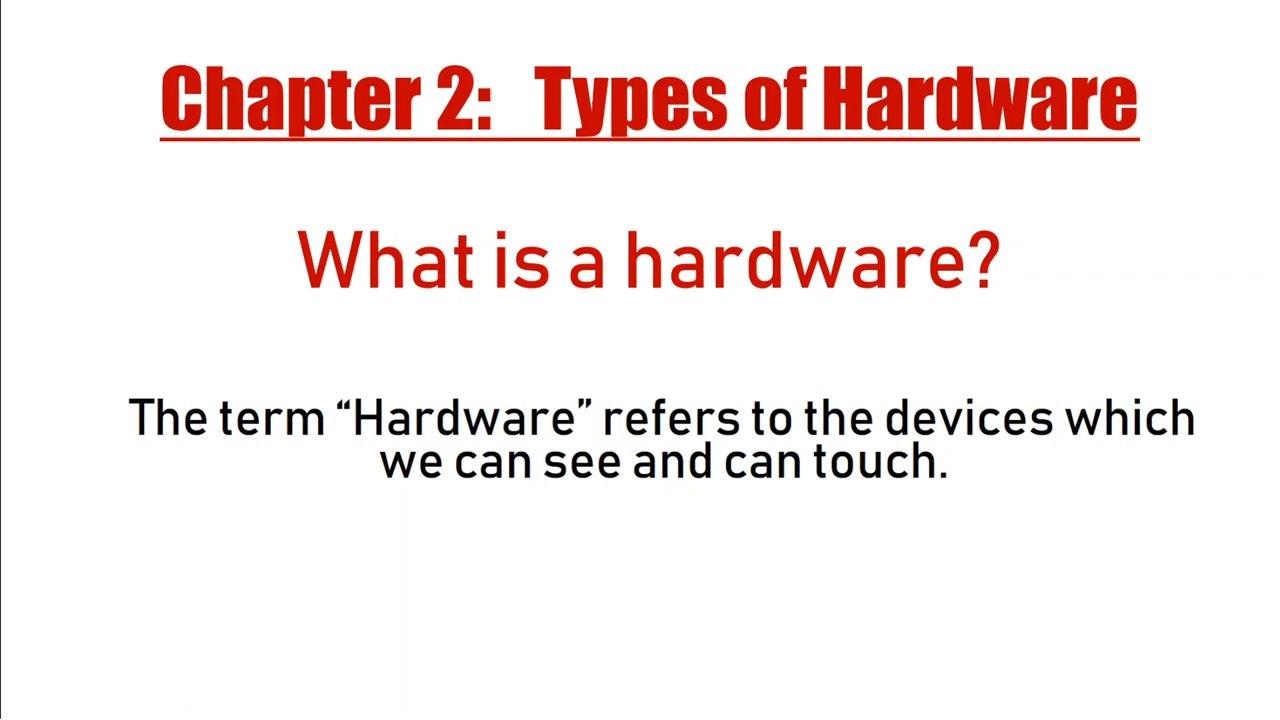 Chapter 2: Types of Hardware
What is a hardware?
The term “Hardware” refers to the devices which
we can see and can touch.